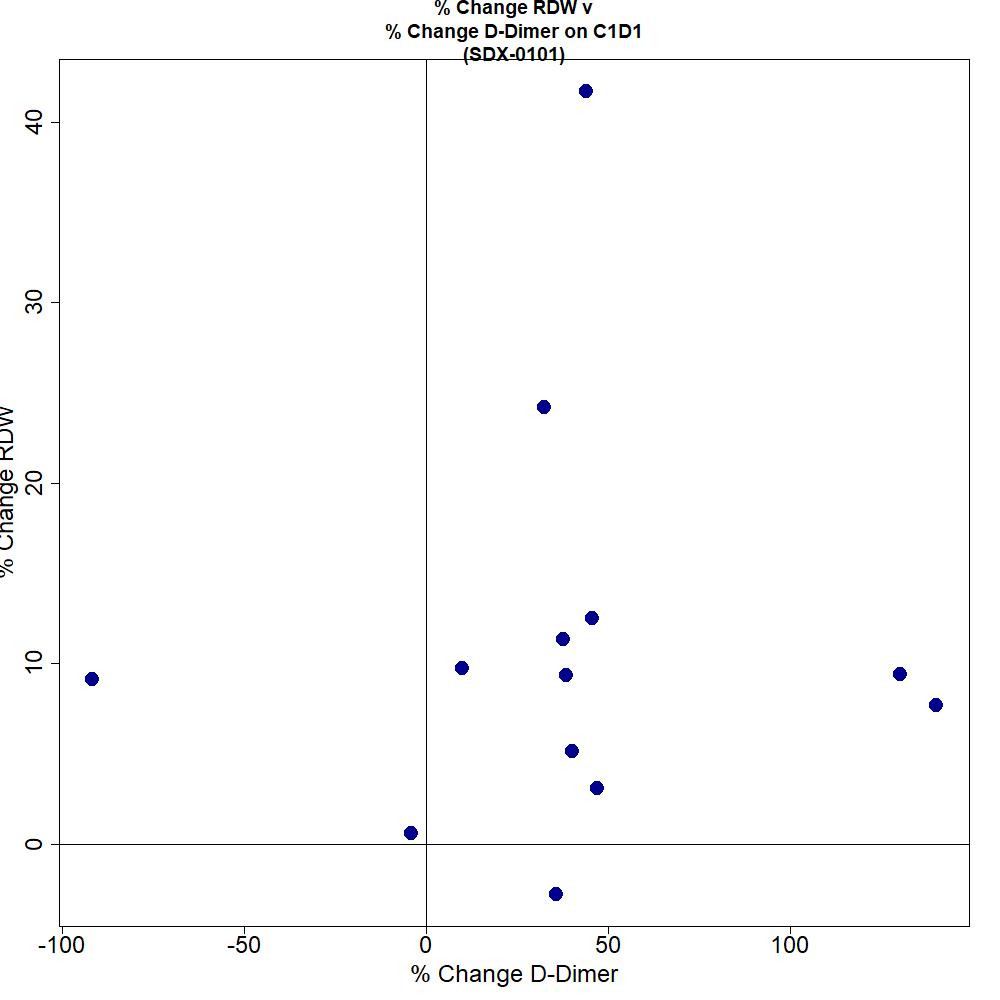 % Change RDW v
% Change D-Dimer on C1D1
(SDX-0101)
40
30
20
10
0
% Change RDW
-100
-50
0
50
100
% Change D-Dimer